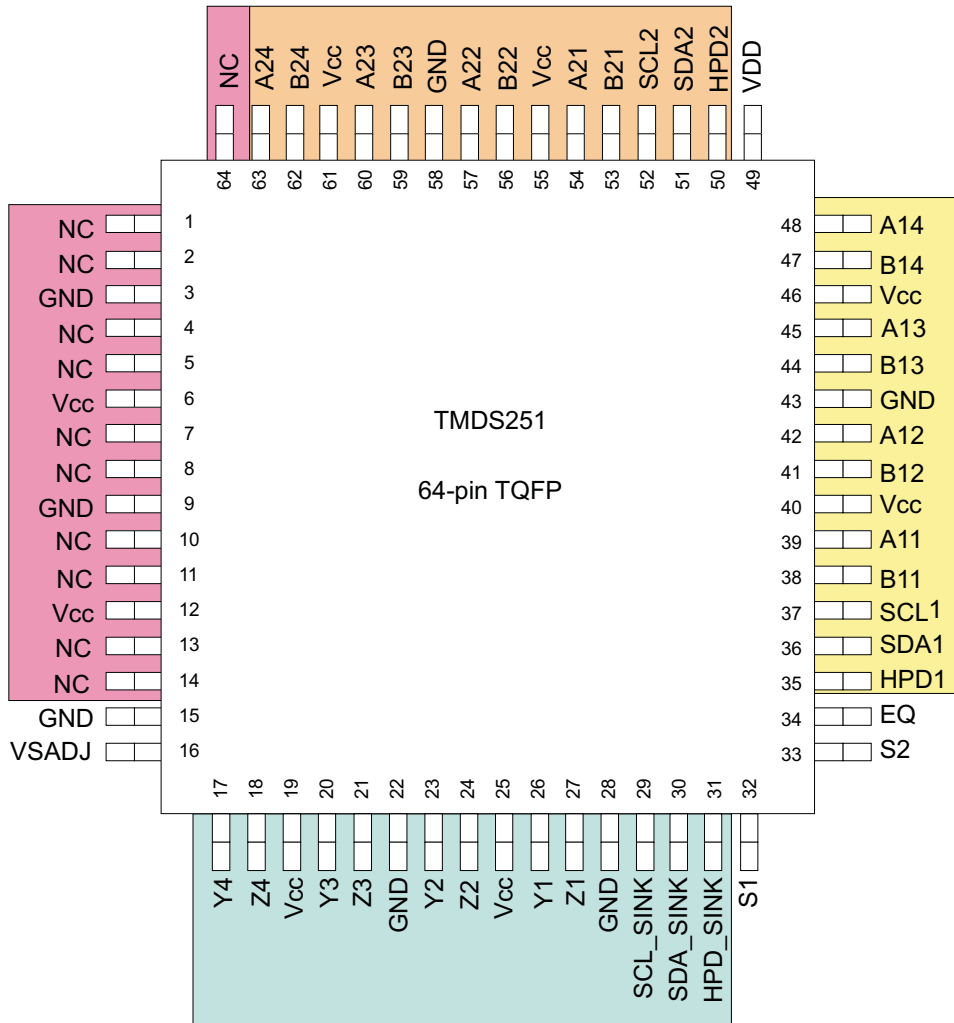 NC
A24
B24
Vcc
A23
B23
GND
A22
B22
Vcc
A21
B21
SCL2
SDA2
HPD2
VDD
64
63
62
61
60
59
58
57
56
55
54
53
52
51
50
49
NC 1
NC 2
GND 3
NC 4
NC 5
Vcc 6
NC 7
NC 8
GND 9
NC 10
NC 11
Vcc 12
NC 13
NC 14
GND 15
VSADJ 16
TMDS251
64-pin TQFP
48 A14
47 B14
46 Vcc
45 A13
44 B13
43 GND
42 A12
41 B12
40 Vcc
39 A11
38 B11
37 SCL1
36 SDA1
35 HPD1
34 EQ
33 S2
17
18
19
20
21
22
23
24
25
26
27
28
29
30
31
32
Y4
Z4
Vcc
Y3
Z3
GND
Y2
Z2
Vcc
Y1
Z1
GND
SCL_SINK
SDA_SINK
HPD_SINK
S1